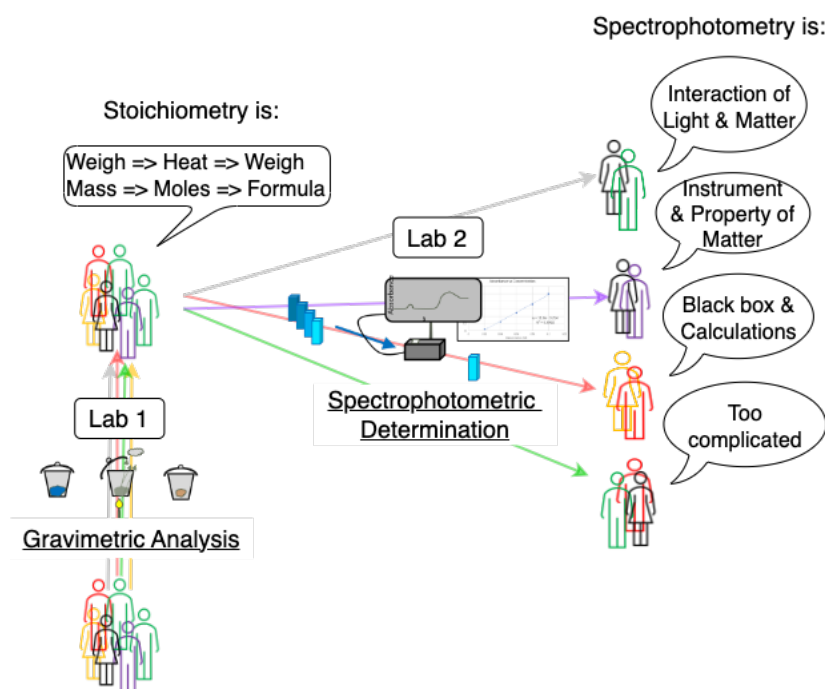 Spectrophotometry is:
Stoichiometry is:
Interaction of
Light & Matter
Weigh => Heat => Weigh
Mass => Moles => Formula
Instrument
& Property of
Matter
Lab 2
Absorbance
Black box &
Calculations
Spectrophotometric
Determination
Too
complicated
Lab 1
Gravimetric Analysis